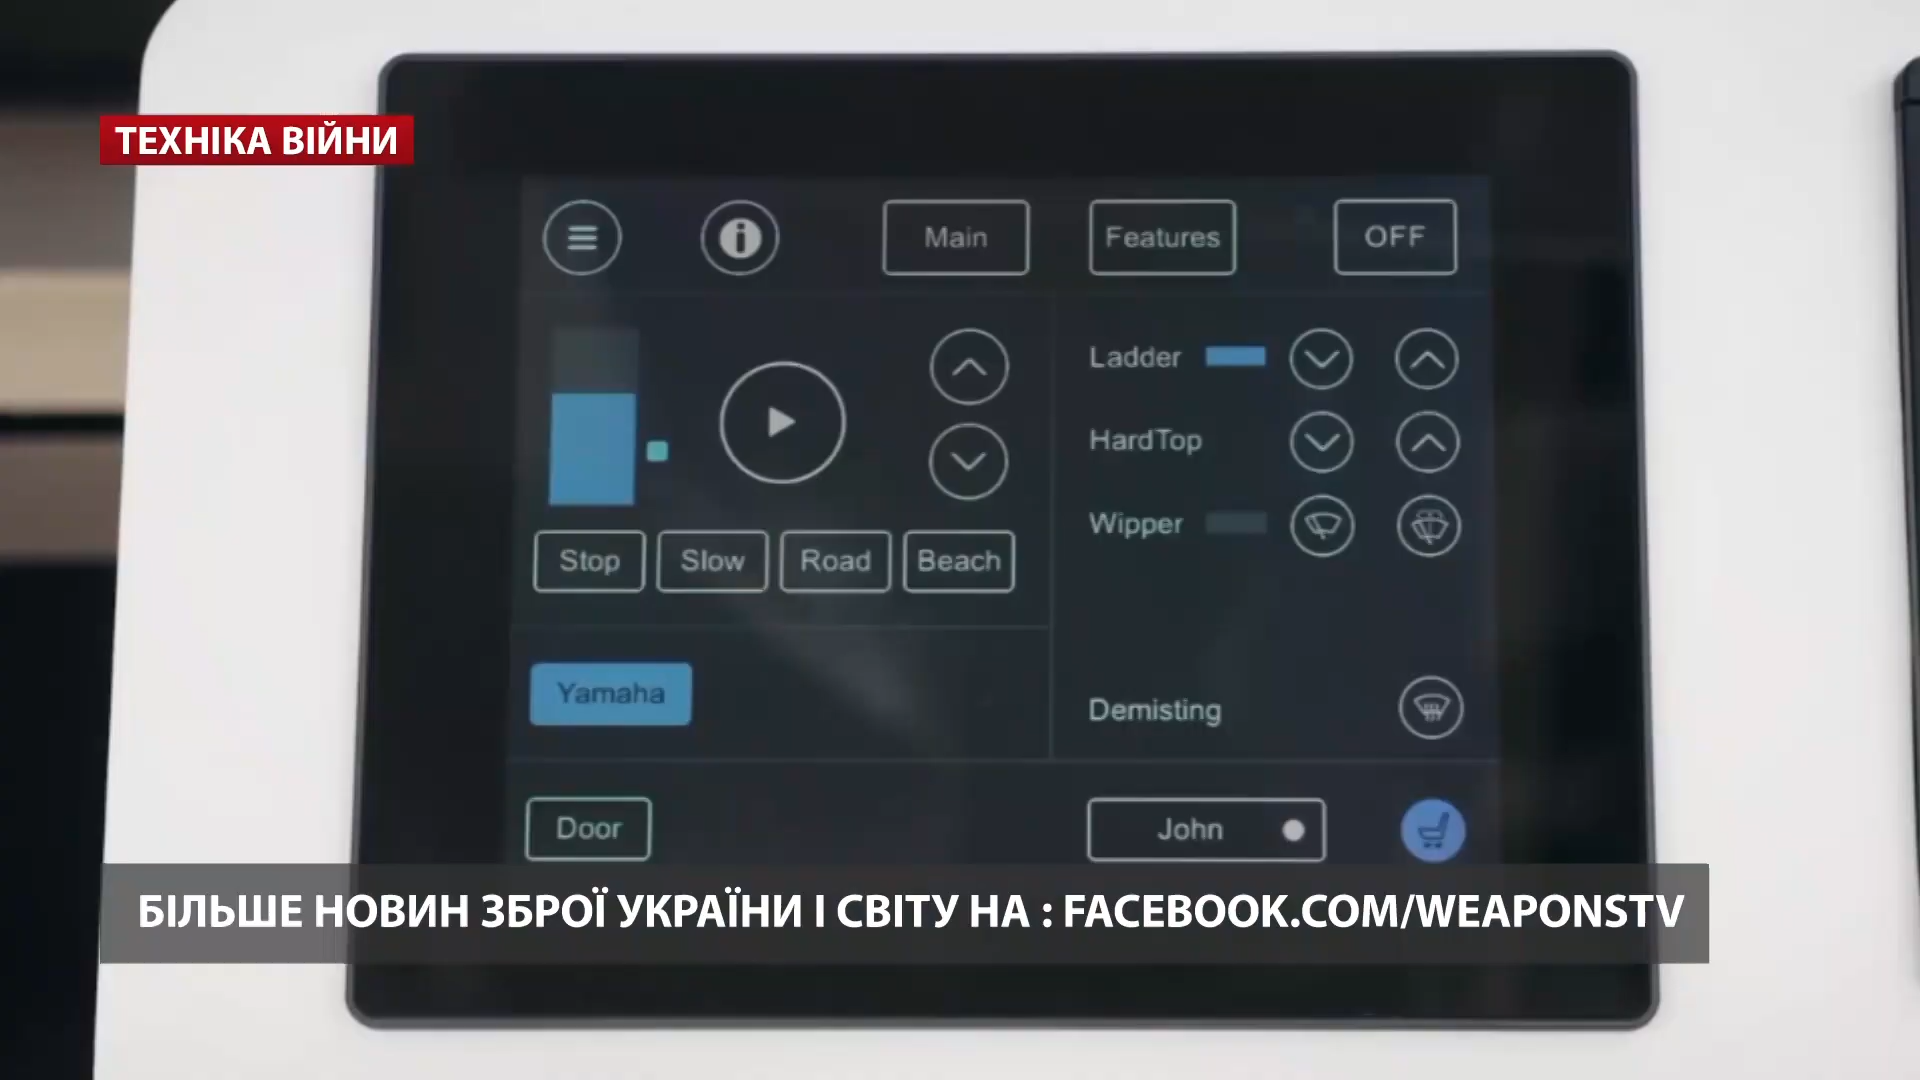 ТЕХНІКА ВІЙНИ
Main Features OFF
Ladder
HardTop
Wipper
Stop Slow Road Beach
Yamaha
Demisting
Door John
БІЛЬШЕ НОВИН ЗБРОЇ УКРАЇНИ І СВІТУ НА : FACEBOOK.COM/WEAPONSTV